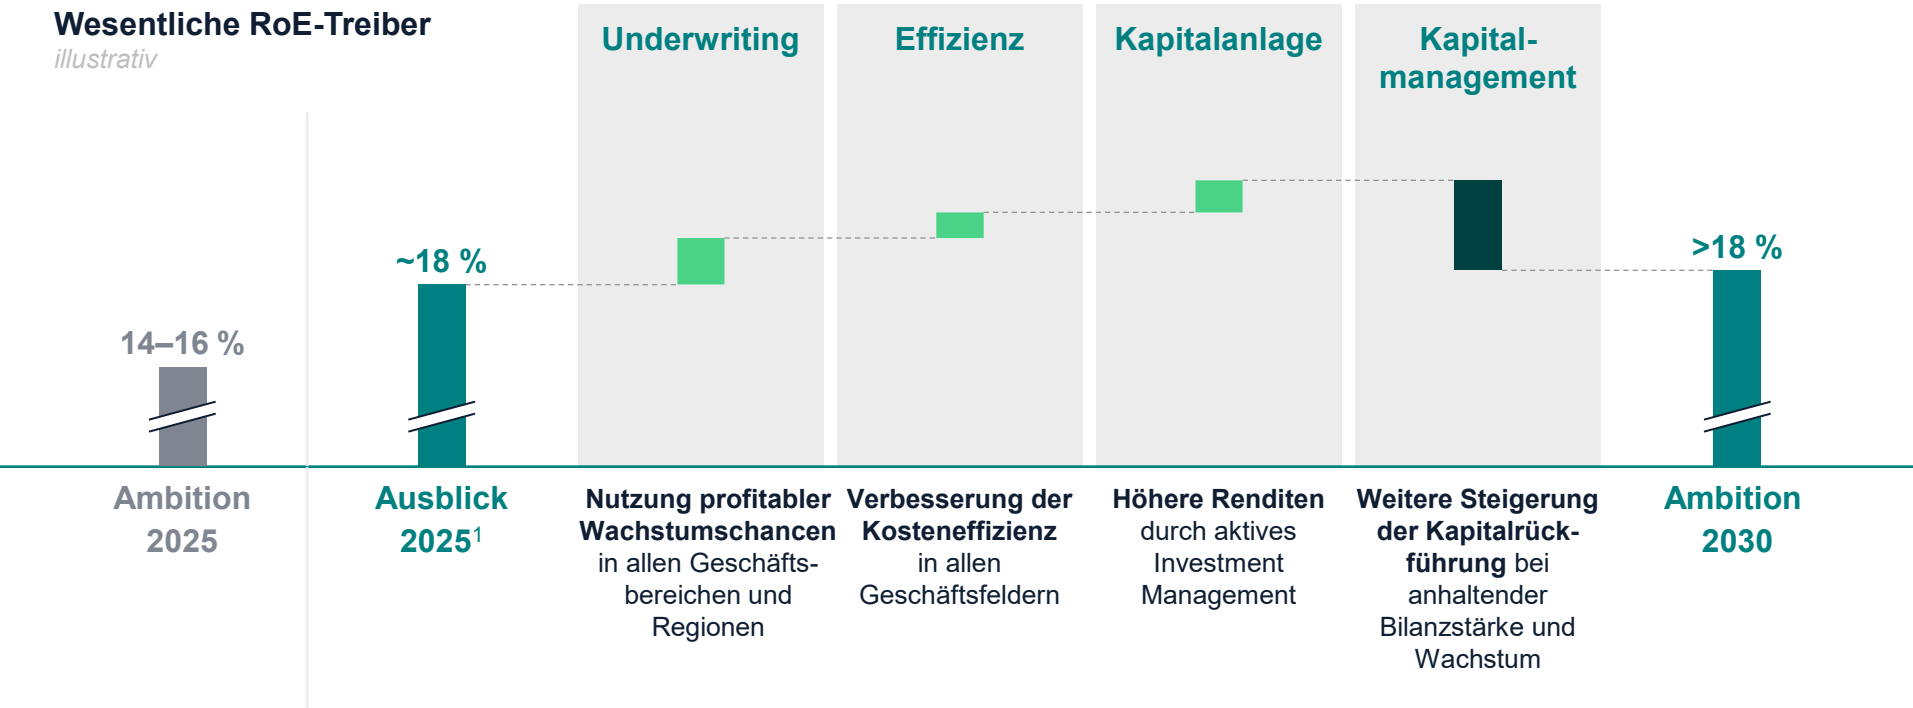 Wesentliche RoE-Treiber
illustrativ
Underwriting
Effizienz
Kapitalanlage
Kapital-
management
14–16 %
~18 %
>18 %
Ambition
2025
Ausblick
2025¹
Nutzung profitabler
Wachstumschancen
in allen Geschäfts-
bereichen und
Regionen
Verbesserung der
Kosteneffizienz
in allen
Geschäftsfeldern
Höhere Renditen
durch aktives
Investment
Management
Weitere Steigerung
der Kapitalrück-
führung bei
anhaltender
Bilanzstärke und
Wachstum
Ambition
2030